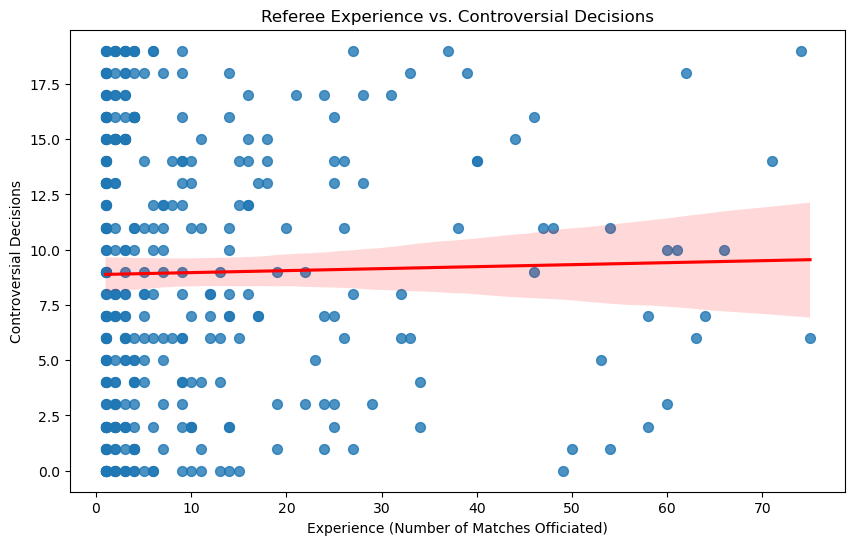 Referee Experience vs. Controversial Decisions
Controversial Decisions
17.5
15.0
12.5
10.0
7.5
5.0
2.5
0.0
0 10 20 30 40 50 60 70
Experience (Number of Matches Officiated)